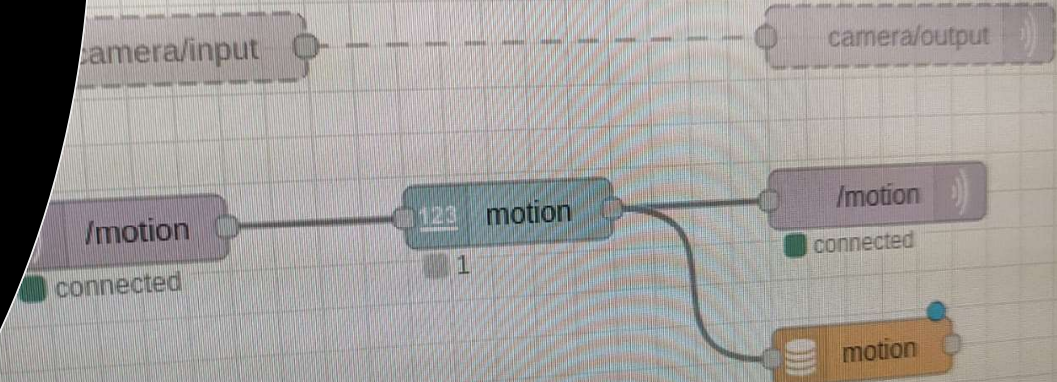 camera/input
camera/output
/motion
123 motion
/motion
connected
1
connected
motion